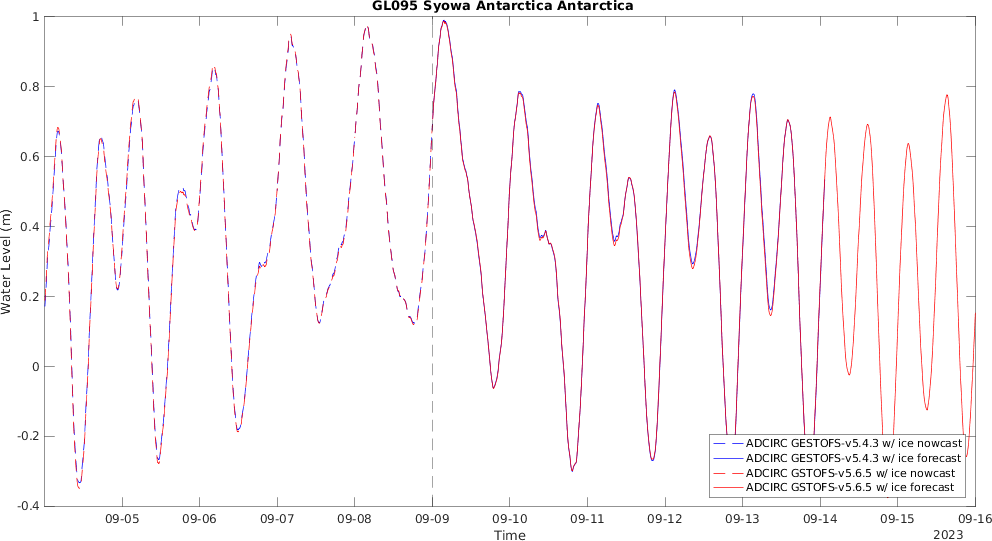 GL095 Syowa Antarctica Antarctica
1
0.8
0.6
0.4
0.2
0
-0.2
-0.4
Water Level (m)
ADCIRC GESTOFS-v5.4.3 w/ ice nowcast
ADCIRC GESTOFS-v5.4.3 w/ ice forecast
ADCIRC GSTOFS-v5.6.5 w/ ice nowcast
ADCIRC GSTOFS-v5.6.5 w/ ice forecast
09-05 09-06 09-07 09-08 09-09 09-10 09-11 09-12 09-13 09-14 09-15 09-16
Time
2023